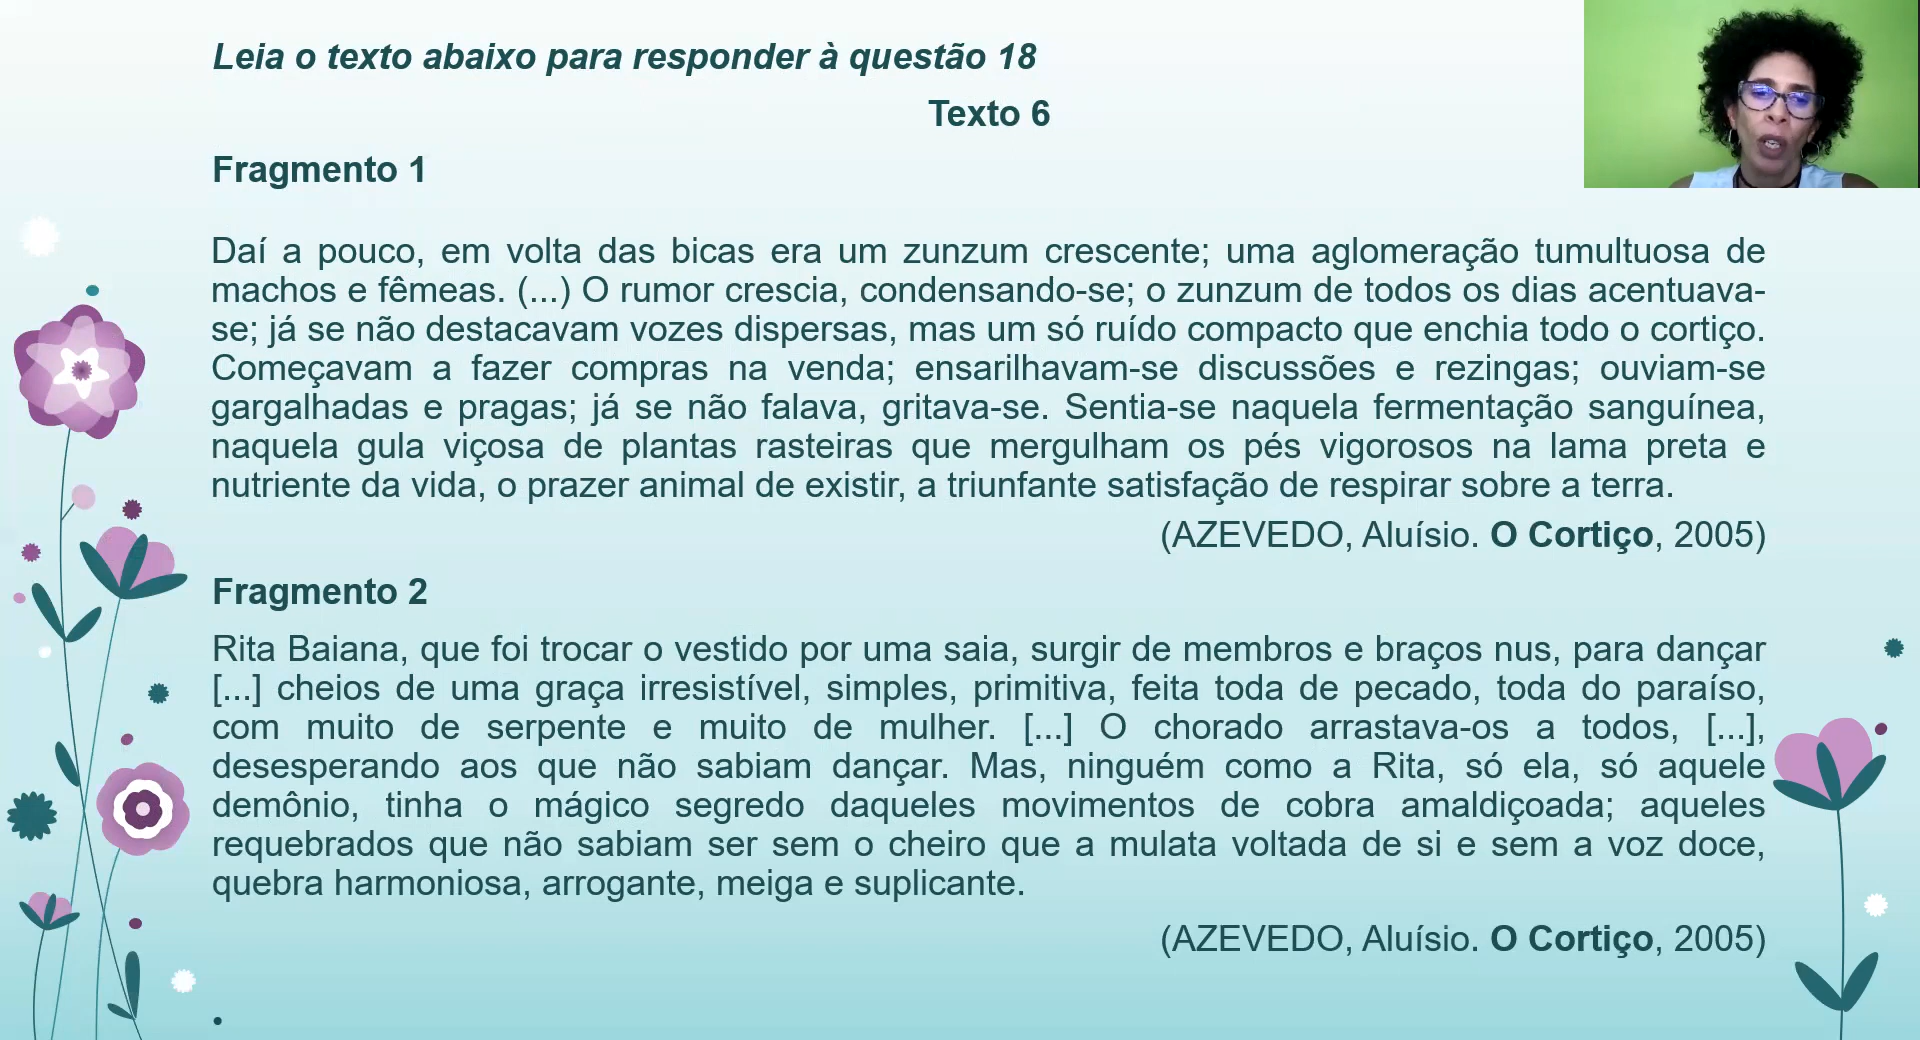 Leia o texto abaixo para responder à questão 18
Texto 6
Fragmento 1
Daí a pouco, em volta das bicas era um zunzum crescente; uma aglomeração tumultuosa de
machos e fêmeas. (...) O rumor crescia, condensando-se; o zunzum de todos os dias acentuava-
se; já se não destacavam vozes dispersas, mas um só ruído compacto que enchia todo o cortiço.
Começavam a fazer compras na venda; ensarilhavam-se discussões e rezingas; ouviam-se
gargalhadas e pragas; já se não falava, gritava-se. Sentia-se naquela fermentação sanguínea,
naquela gula viçosa de plantas rasteiras que mergulham os pés vigorosos na lama preta e
nutriente da vida, o prazer animal de existir, a triunfante satisfação de respirar sobre a terra.
(AZEVEDO, Aluísio. O Cortiço, 2005)
Fragmento 2
Rita Baiana, que foi trocar o vestido por uma saia, surgir de membros e braços nus, para dançar
[...] cheios de uma graça irresistível, simples, primitiva, feita toda de pecado, toda do paraíso,
com muito de serpente e muito de mulher. [...] O chorado arrastava-os a todos, [...],
desesperando aos que não sabiam dançar. Mas, ninguém como a Rita, só ela, só aquele
demônio, tinha o mágico segredo daqueles movimentos de cobra amaldiçoada; aqueles
requebrados que não sabiam ser sem o cheiro que a mulata voltada de si e sem a voz doce,
quebra harmoniosa, arrogante, meiga e suplicante.
(AZEVEDO, Aluísio. O Cortiço, 2005)